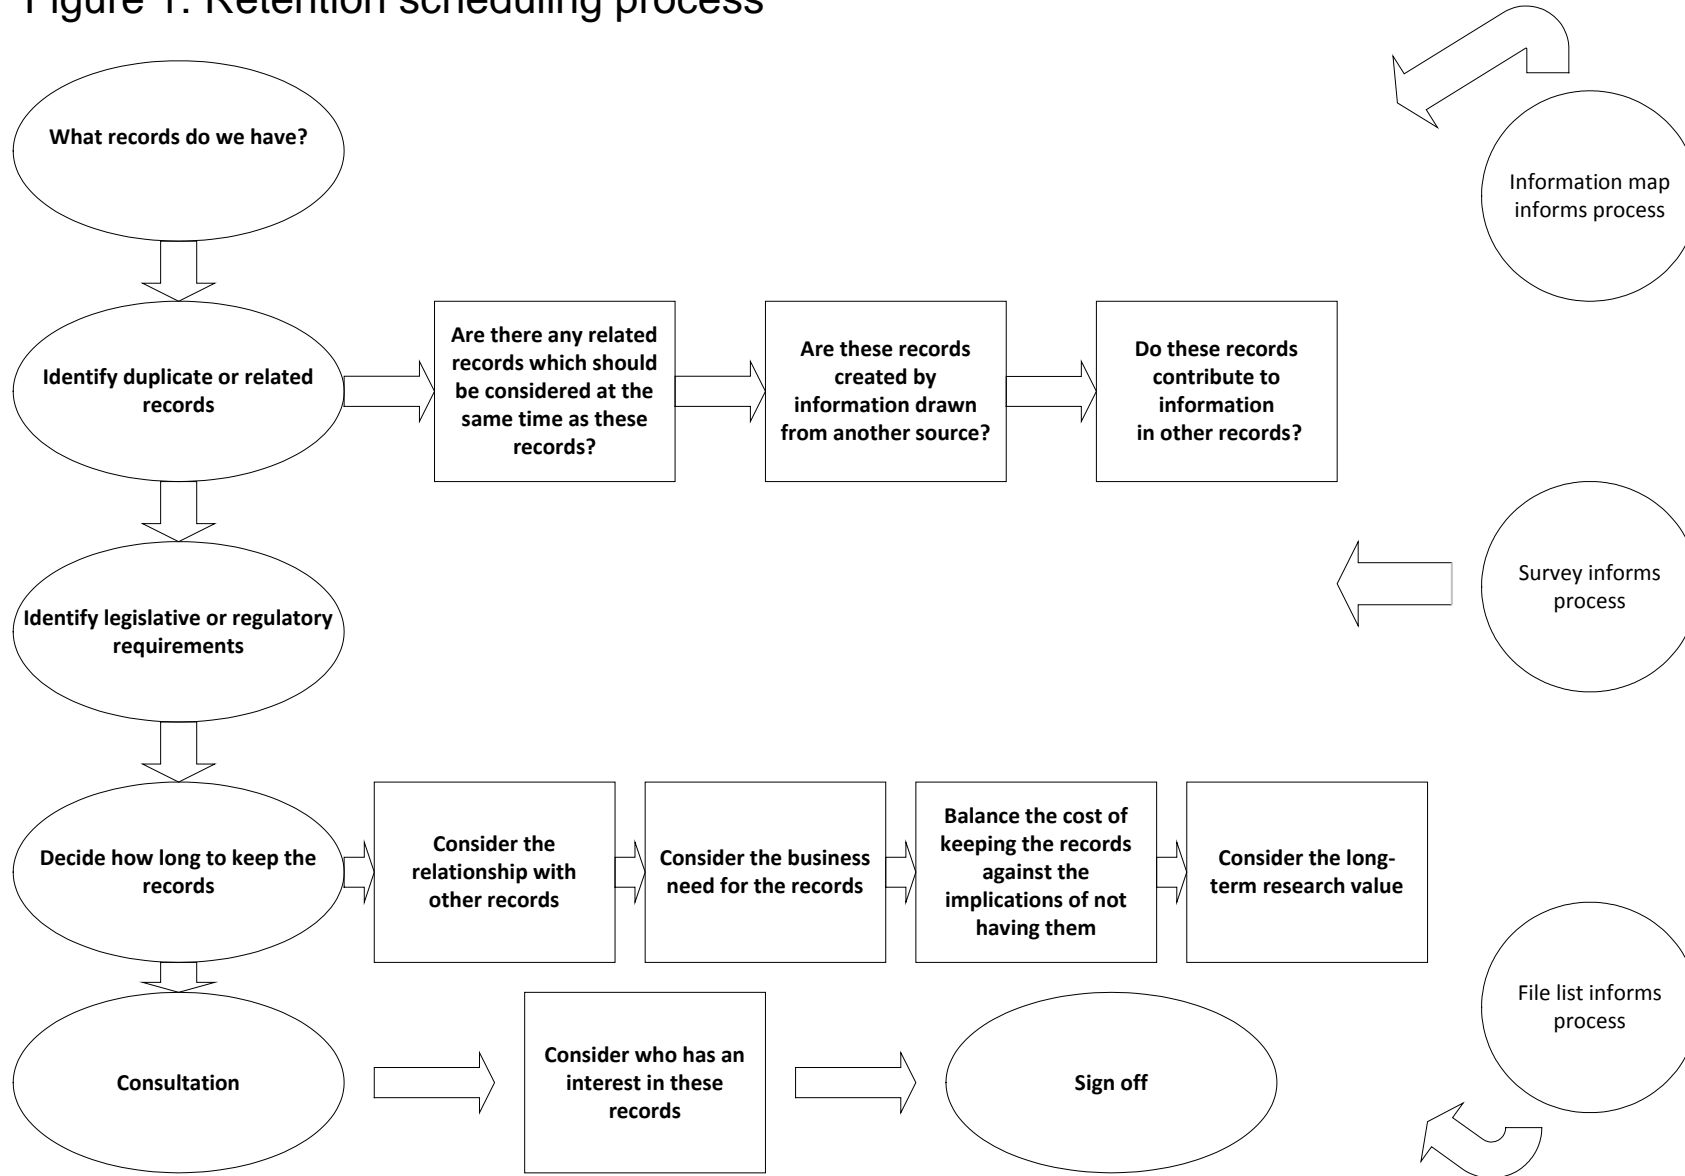 Figure 1: Retention scheduling process
What records do we have?
Information map
informs process
Identify duplicate or related
records
Are there any related
records which should
be considered at the
same time as these
records?
Are these records
created by
information drawn
from another source?
Do these records
contribute to
information
in other records?
Survey informs
process
Identify legislative or regulatory
requirements
Decide how long to keep the
records
Consider the
relationship with
other records
Consider the business
need for the records
Balance the cost of
keeping the records
against the
implications of not
having them
Consider the long-
term research value
File list informs
process
Consultation
Consider who has an
interest in these
records
Sign off